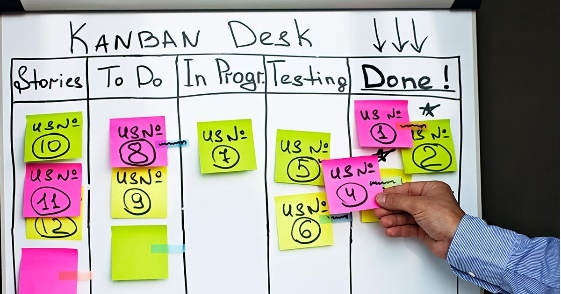 KANBAN DESK
Stories
To Do
In Progr.
Testing
Done!
US №
10
US №
11
12
US №
8
US №
9
US №
7
US №
5
US №
6
US №
1
US №
2
US №
4